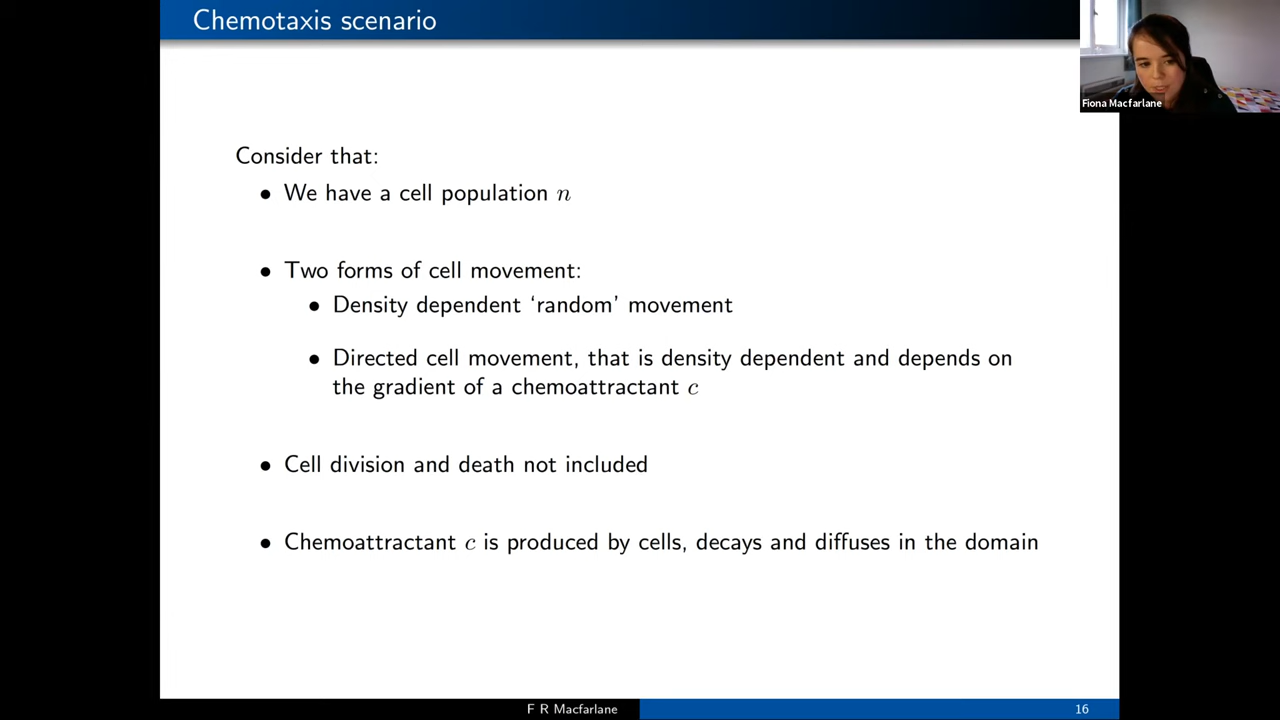 Chemotaxis scenario
Fiona Macfarlane
Consider that:
• We have a cell population n
• Two forms of cell movement:
• Density dependent ‘random’ movement
• Directed cell movement, that is density dependent and depends on
the gradient of a chemoattractant c
• Cell division and death not included
• Chemoattractant c is produced by cells, decays and diffuses in the domain
F R Macfarlane
16